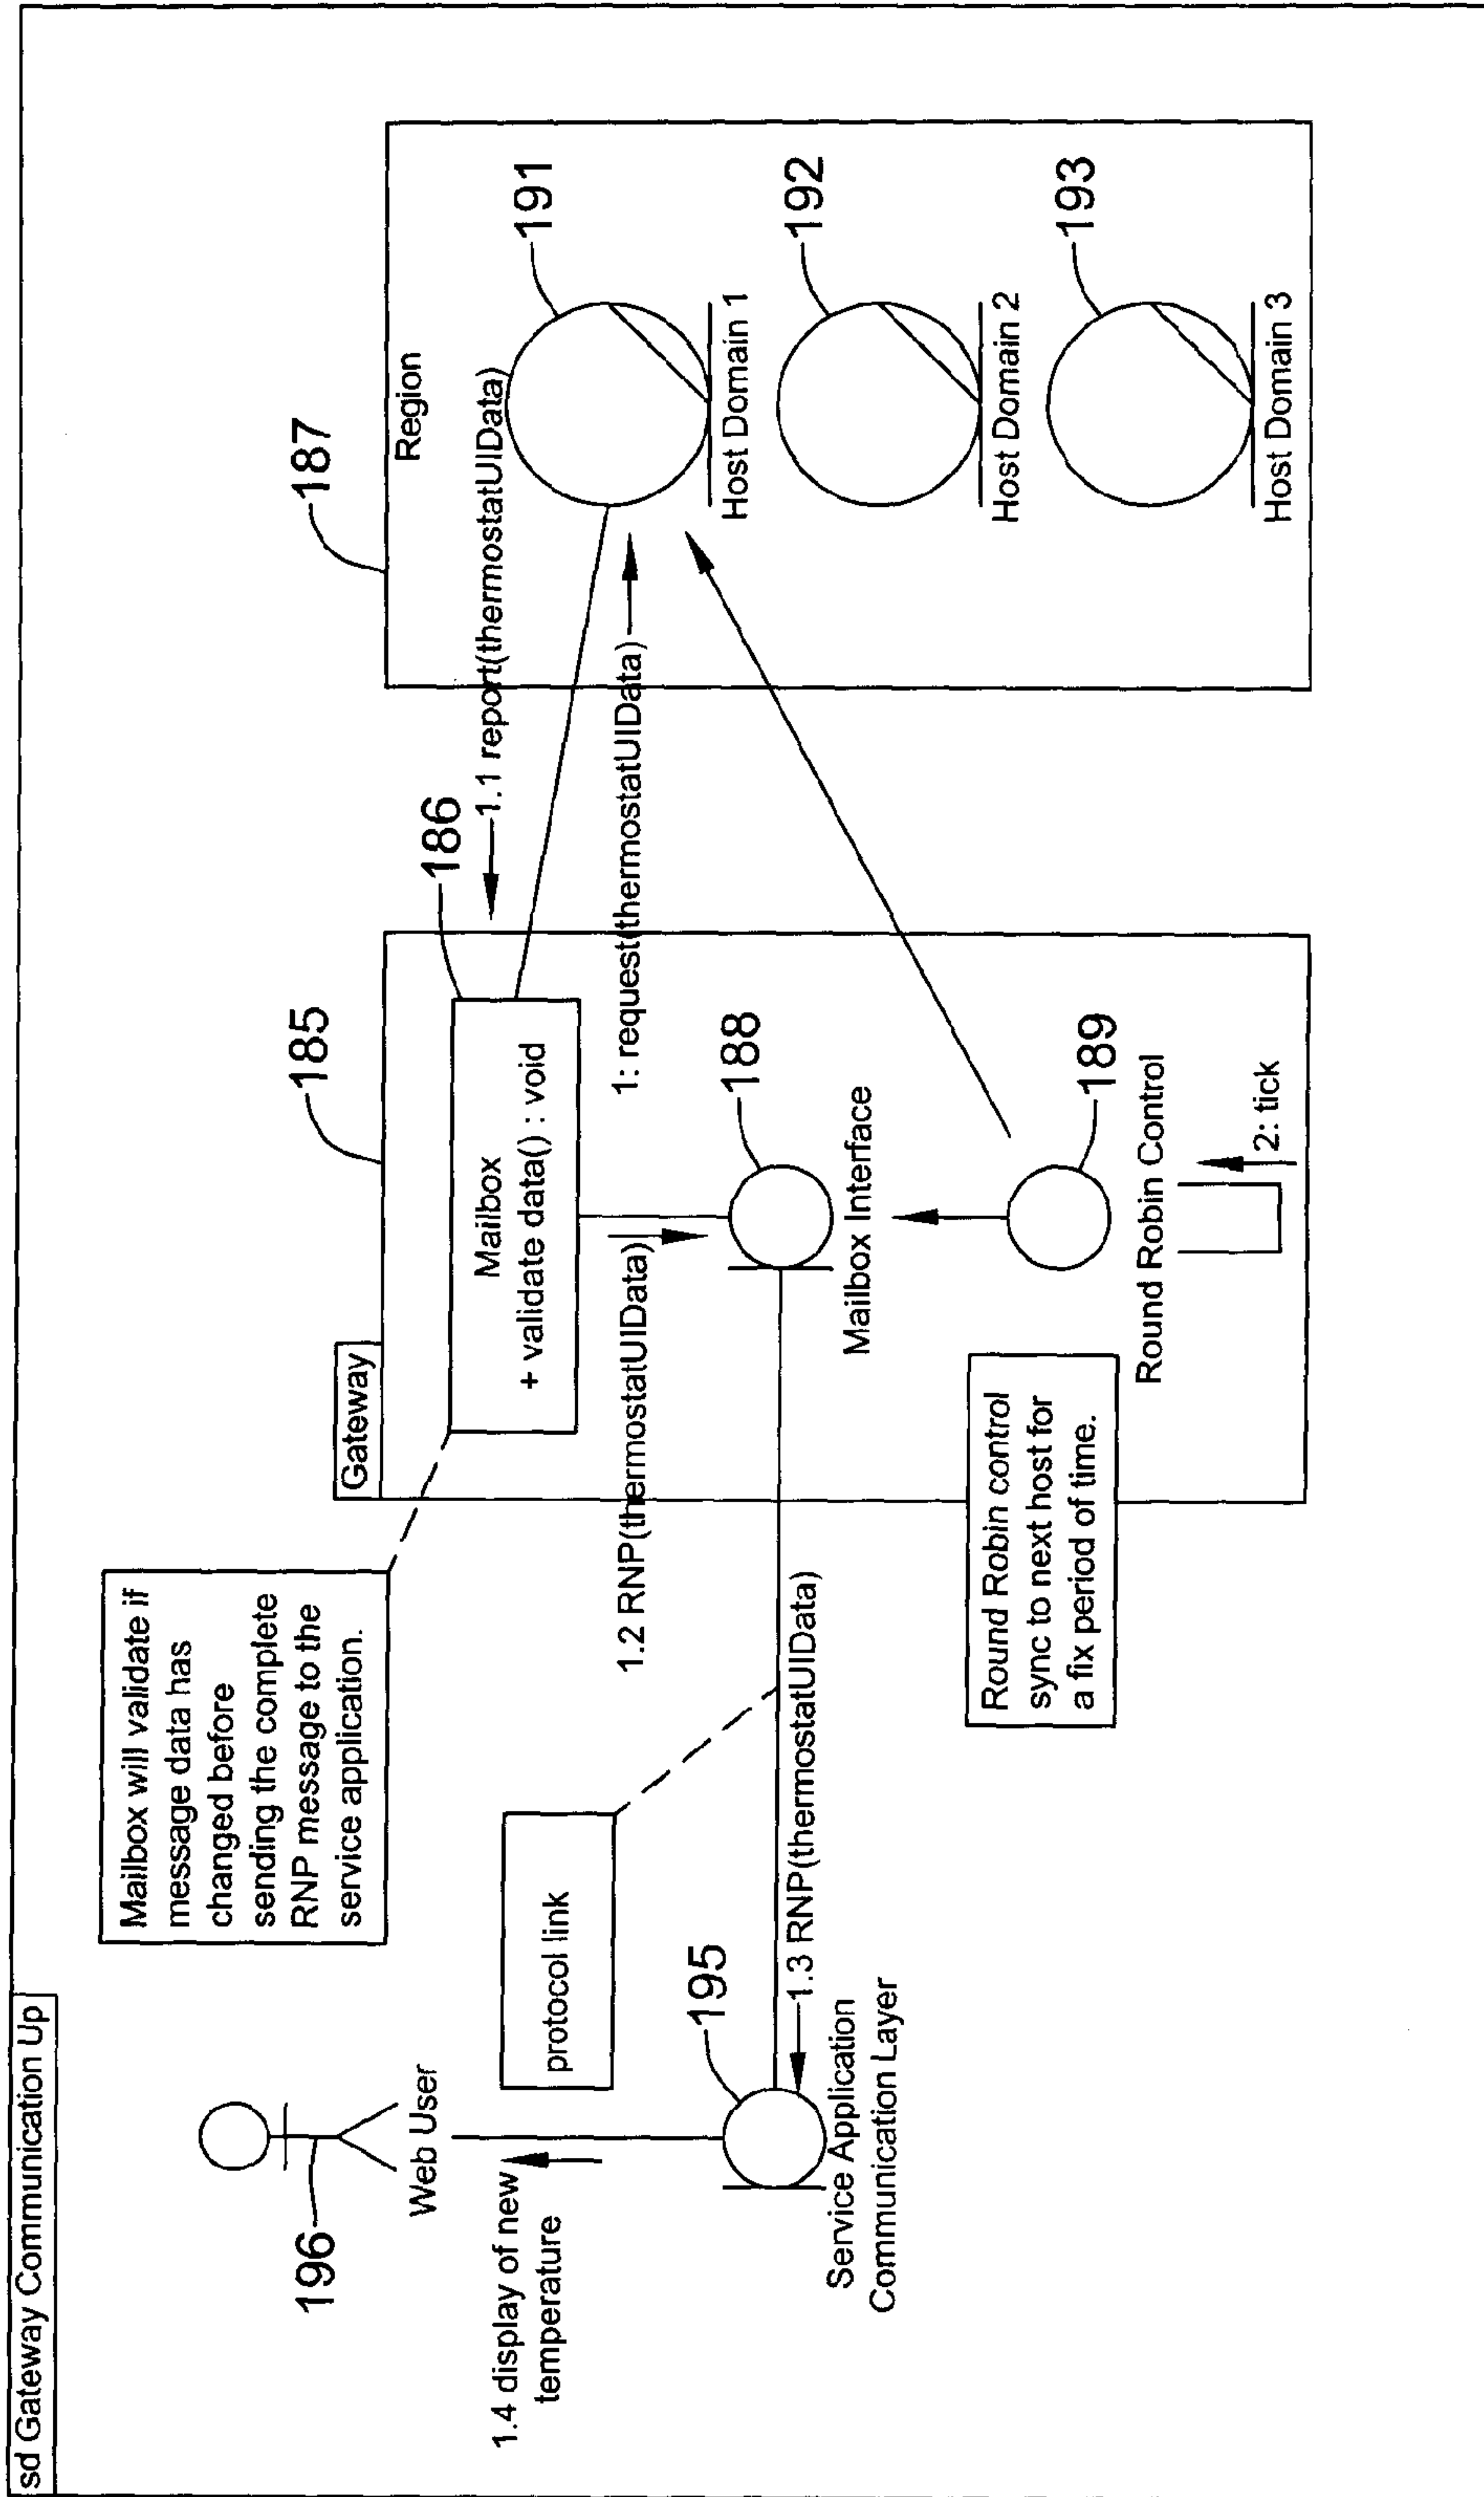 sd Gateway Communication Up
196
Web User
1.4 display of new
temperature
195
Service Application
Communication Layer
protocol link
1.3 RNP(thermostatUIData)
Mailbox will validate if
message data has
changed before
sending the complete
RNP message to the
service application.
185
Gateway
186
Mailbox
+ validate data() : void
1.2 RNP(thermostatUIData)
188
Mailbox Interface
189
Round Robin Control
2: tick
Round Robin control
sync to next host for
a fix period of time.
1.1 report(thermostatUIData)
1: request(thermostatUIData)
187
Region
191
Host Domain 1
192
Host Domain 2
193
Host Domain 3